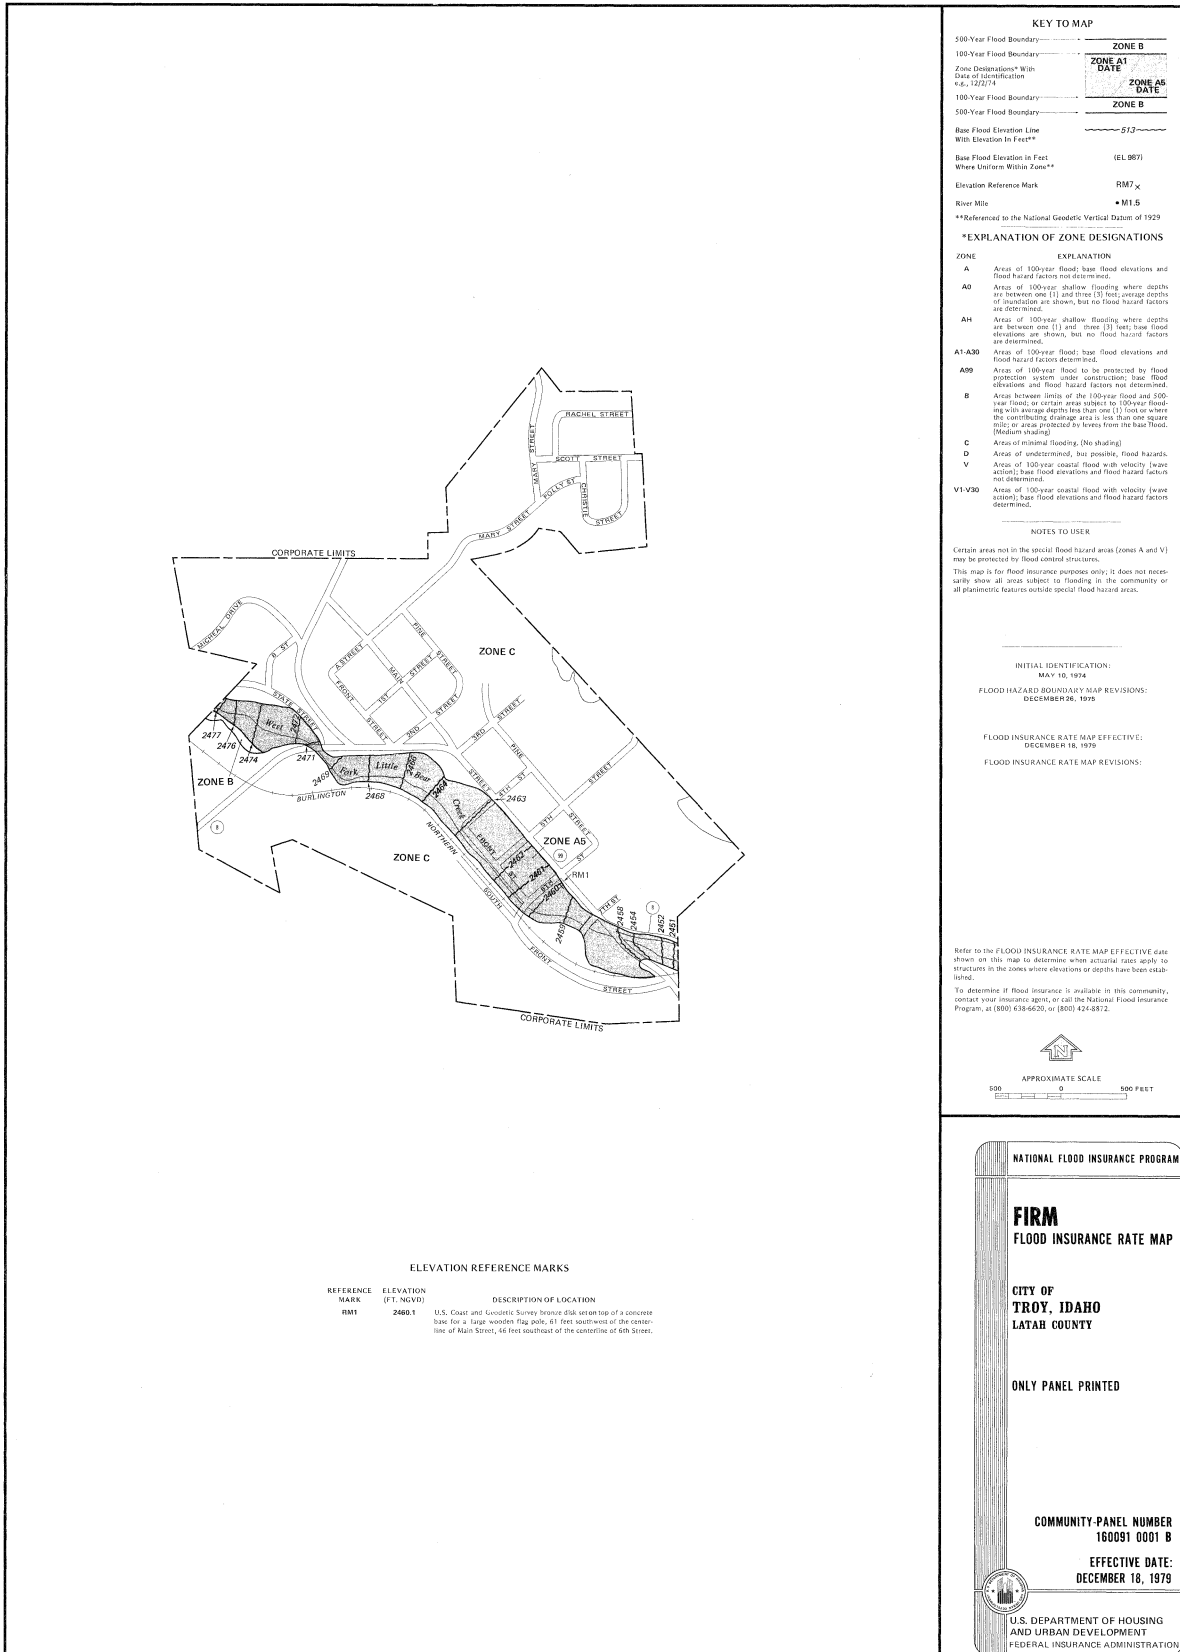 KEY TO MAP
500-Year Flood Boundary
ZONE B
100-Year Flood Boundary
ZONE A1
DATE
Zone Designations* With
Date of Identification
e.g., 12/2/74
ZONE A5
DATE
100-Year Flood Boundary
ZONE B
500-Year Flood Boundary
Base Flood Elevation Line
With Elevation In Feet**
513
Base Flood Elevation in Feet
Where Uniform Within Zone**
(EL 987)
Elevation Reference Mark
RM7
River Mile
•M1.5
**Referenced to the National Geodetic Vertical Datum of 1929
*EXPLANATION OF ZONE DESIGNATIONS
ZONE EXPLANATION
A Areas of 100-year flood; base flood elevations and
flood hazard factors not determined.
A0 Areas of 100-year shallow flooding where depths
are between one (1) and three (3) feet; average depths
of inundation are shown, but no flood hazard factors
are determined.
AH Areas of 100-year shallow flooding where depths
are between one (1) and three (3) feet; base flood
elevations are shown, but no flood hazard factors
are determined.
A1-A30 Areas of 100-year flood; base flood elevations and
flood hazard factors determined.
A99 Areas of 100-year flood to be protected by flood
protection system under construction; base flood
elevations and flood hazard factors not determined.
B Areas between limits of the 100-year flood and 500-
year flood; or certain areas subject to 100-year flood-
ing with average depths less than one (1) foot or where
the contributing drainage area is less than one square
mile; or areas protected by levees from the base flood.
(Medium shading)
C Areas of minimal flooding. (No shading)
D Areas of undetermined, but possible, flood hazards.
V Areas of 100-year coastal flood with velocity (wave
action); base flood elevations and flood hazard factors
not determined.
V1-V30 Areas of 100-year coastal flood with velocity (wave
action); base flood elevations and flood hazard factors
determined.
NOTES TO USER
Certain areas not in the special flood hazard areas (zones A and V)
may be protected by flood control structures.
This map is for flood insurance purposes only; it does not neces-
sarily show all areas subject to flooding in the community or
all planimetric features outside special flood hazard areas.
INITIAL IDENTIFICATION:
MAY 10, 1974
FLOOD HAZARD BOUNDARY MAP REVISIONS:
DECEMBER 26, 1975
FLOOD INSURANCE RATE MAP EFFECTIVE:
DECEMBER 18, 1979
FLOOD INSURANCE RATE MAP REVISIONS:
Refer to the FLOOD INSURANCE RATE MAP EFFECTIVE date
shown on this map to determine when actuarial rates apply to
structures in the zones where elevations or depths have been estab-
lished.
To determine if flood insurance is available in this community,
contact your insurance agent, or call the National Flood Insurance
Program, at (800) 638-6620, or (800) 424-8872.
N
APPROXIMATE SCALE
500 0 500 FEET
RACHEL STREET
MARY STREET
SCOTT STREET
POLLY ST
CHRISTIE STREET
MARY STREET
CORPORATE LIMITS
MICHEAL DRIVE
B ST
A STREET
PINE STREET
MAIN STREET
1ST STREET
FRONT STREET
2ND STREET
3RD STREET
ZONE C
STATE STREET
PINE STREET
4TH ST
5TH STREET
ST
7TH ST
6TH
West Fork Little Bear Creek
2477
2476
2474
2473
2471
2469
2468
2466
2464
2463
2462
2461
2460
2459
2458
2454
2452
2451
ZONE B
BURLINGTON
NORTHERN
8
ZONE C
FRONT ST
ZONE A5
99
RM1
8
SOUTH FRONT STREET
CORPORATE LIMITS
ELEVATION REFERENCE MARKS
REFERENCE MARK
ELEVATION (FT. NGVD)
DESCRIPTION OF LOCATION
RM1 2460.1 U.S. Coast and Geodetic Survey bronze disk set on top of a concrete
base for a large wooden flag pole, 61 feet southwest of the center-
line of Main Street, 46 feet southeast of the centerline of 6th Street.
NATIONAL FLOOD INSURANCE PROGRAM
FIRM
FLOOD INSURANCE RATE MAP
CITY OF
TROY, IDAHO
LATAH COUNTY
ONLY PANEL PRINTED
COMMUNITY-PANEL NUMBER
160091 0001 B
EFFECTIVE DATE:
DECEMBER 18, 1979
U.S. DEPARTMENT OF HOUSING
AND URBAN DEVELOPMENT
FEDERAL INSURANCE ADMINISTRATION